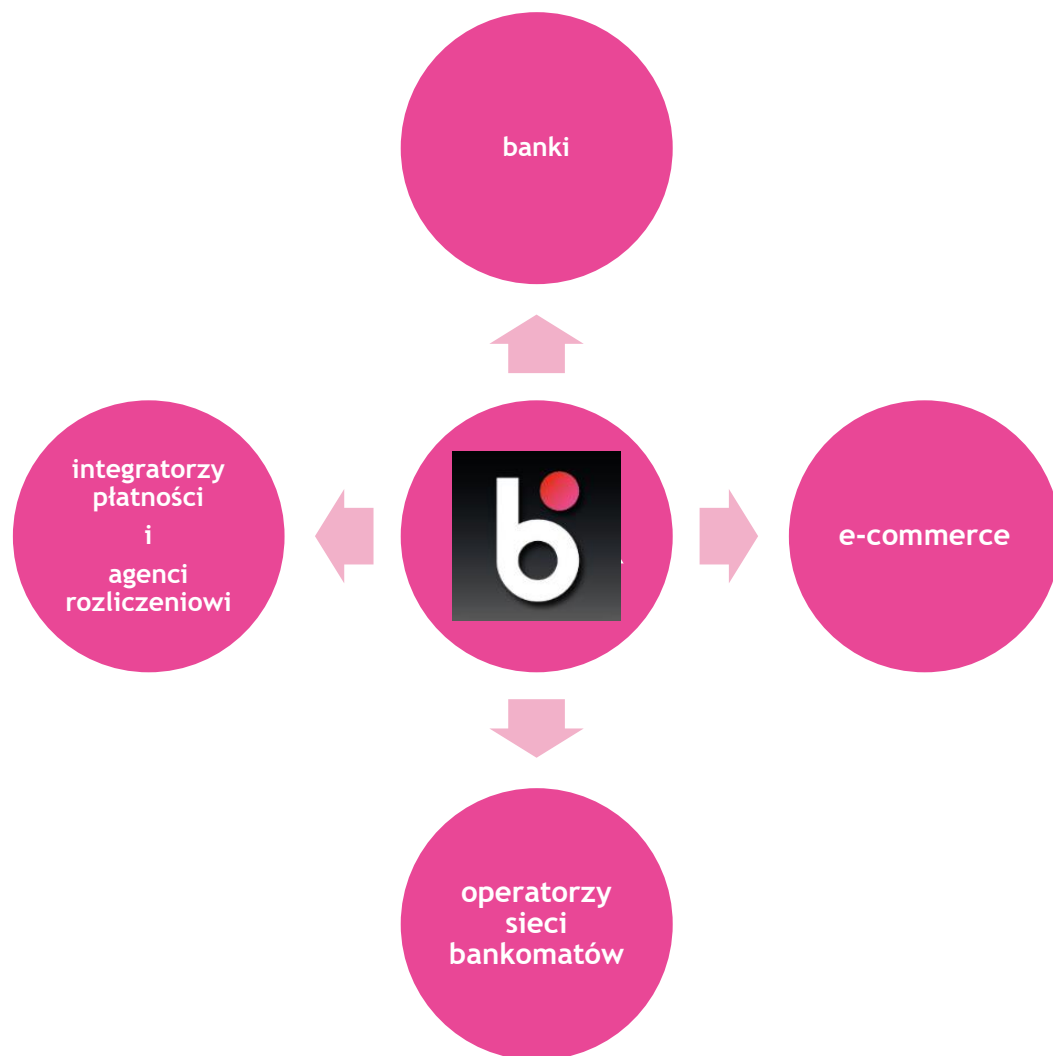 banki
integratorzy
płatności
i
agenci
rozliczeniowi
b
e-commerce
operatorzy
sieci
bankomatów